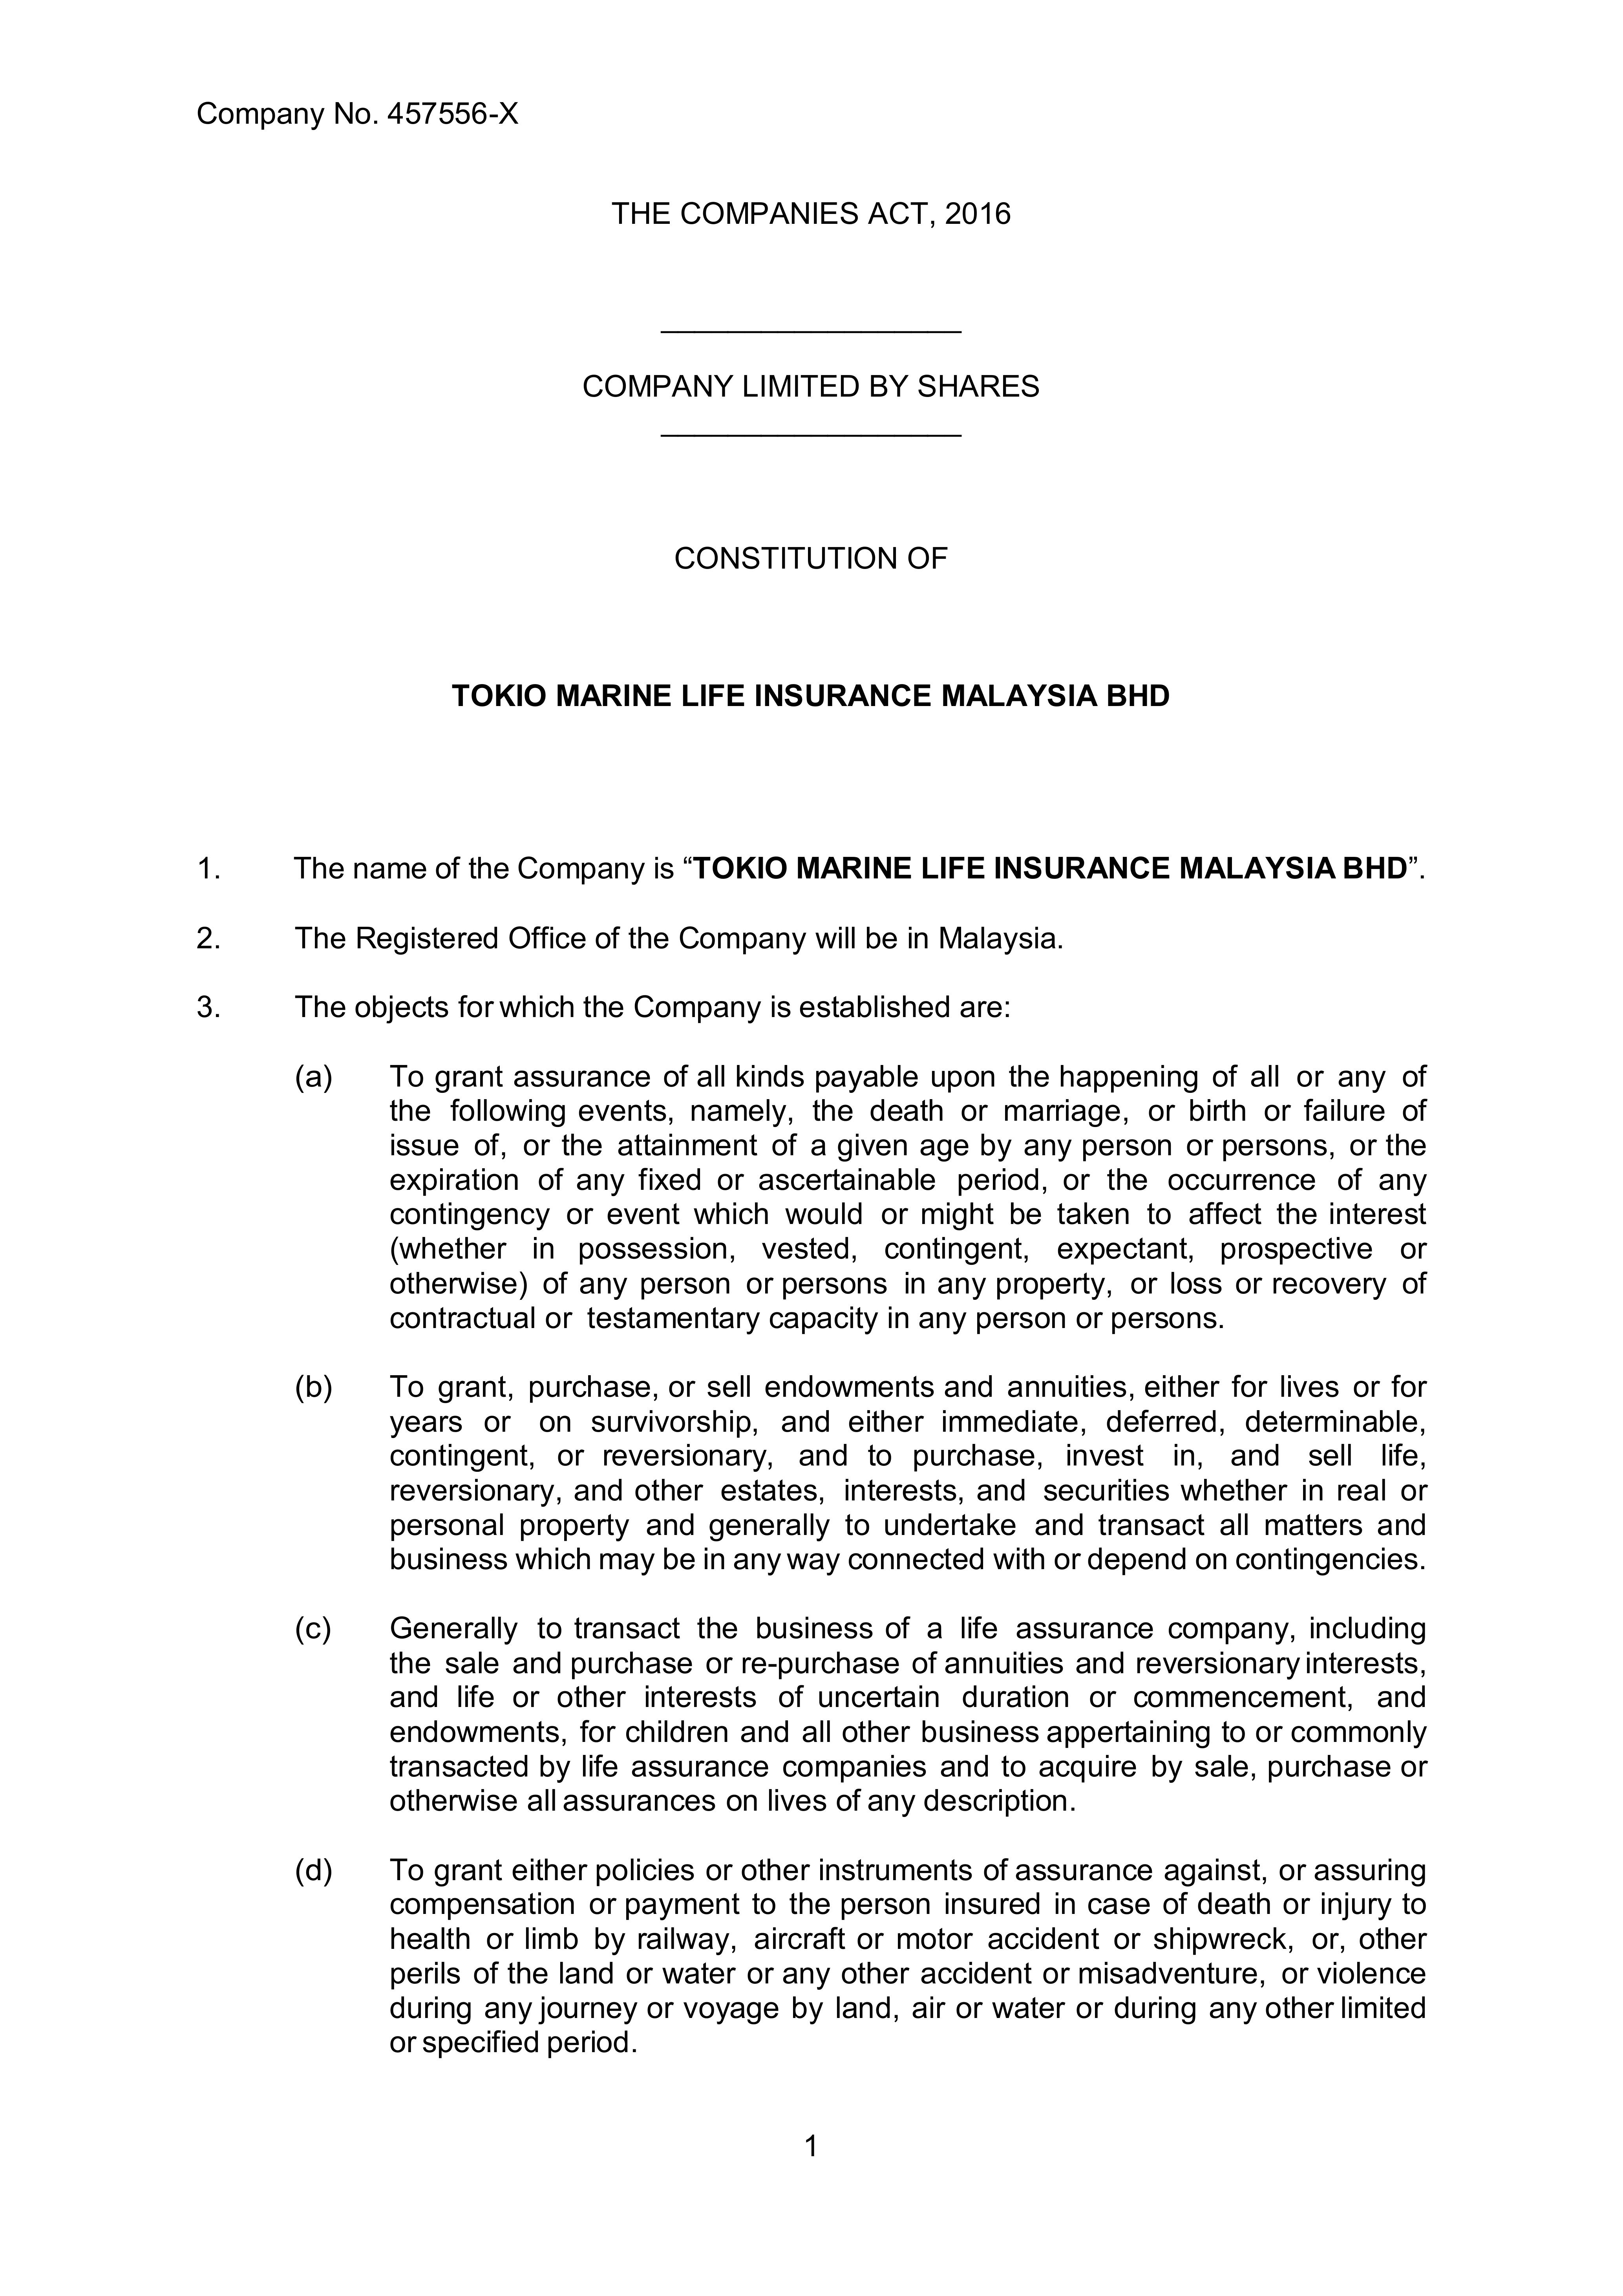 Company No. 457556-X
THE COMPANIES ACT, 2016
COMPANY LIMITED BY SHARES
CONSTITUTION OF
TOKIO MARINE LIFE INSURANCE MALAYSIA BHD
1. The name of the Company is “TOKIO MARINE LIFE INSURANCE MALAYSIA BHD”.
2. The Registered Office of the Company will be in Malaysia.
3. The objects for which the Company is established are:
(a) To grant assurance of all kinds payable upon the happening of all or any of
the following events, namely, the death or marriage, or birth or failure of
issue of, or the attainment of a given age by any person or persons, or the
expiration of any fixed or ascertainable period, or the occurrence of any
contingency or event which would or might be taken to affect the interest
(whether in possession, vested, contingent, expectant, prospective or
otherwise) of any person or persons in any property, or loss or recovery of
contractual or testamentary capacity in any person or persons.
(b) To grant, purchase, or sell endowments and annuities, either for lives or for
years or on survivorship, and either immediate, deferred, determinable,
contingent, or reversionary, and to purchase, invest in, and sell life,
reversionary, and other estates, interests, and securities whether in real or
personal property and generally to undertake and transact all matters and
business which may be in any way connected with or depend on contingencies.
(c) Generally to transact the business of a life assurance company, including
the sale and purchase or re-purchase of annuities and reversionary interests,
and life or other interests of uncertain duration or commencement, and
endowments, for children and all other business appertaining to or commonly
transacted by life assurance companies and to acquire by sale, purchase or
otherwise all assurances on lives of any description.
(d) To grant either policies or other instruments of assurance against, or assuring
compensation or payment to the person insured in case of death or injury to
health or limb by railway, aircraft or motor accident or shipwreck, or, other
perils of the land or water or any other accident or misadventure, or violence
during any journey or voyage by land, air or water or during any other limited
or specified period.
1